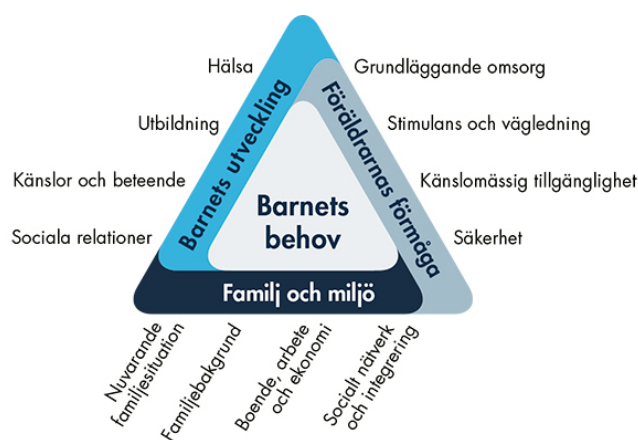 Hälsa
Utbildning
Känslor och beteende
Sociala relationer
Barnets utveckling
Barnets
behov
Föräldrarnas förmåga
Grundläggande omsorg
Stimulans och vägledning
Känslomässig tillgänglighet
Säkerhet
Familj och miljö
Nuvarande
familjesituation
Familjebakgrund
Boende, arbete
och ekonomi
Socialt nätverk
och integrering